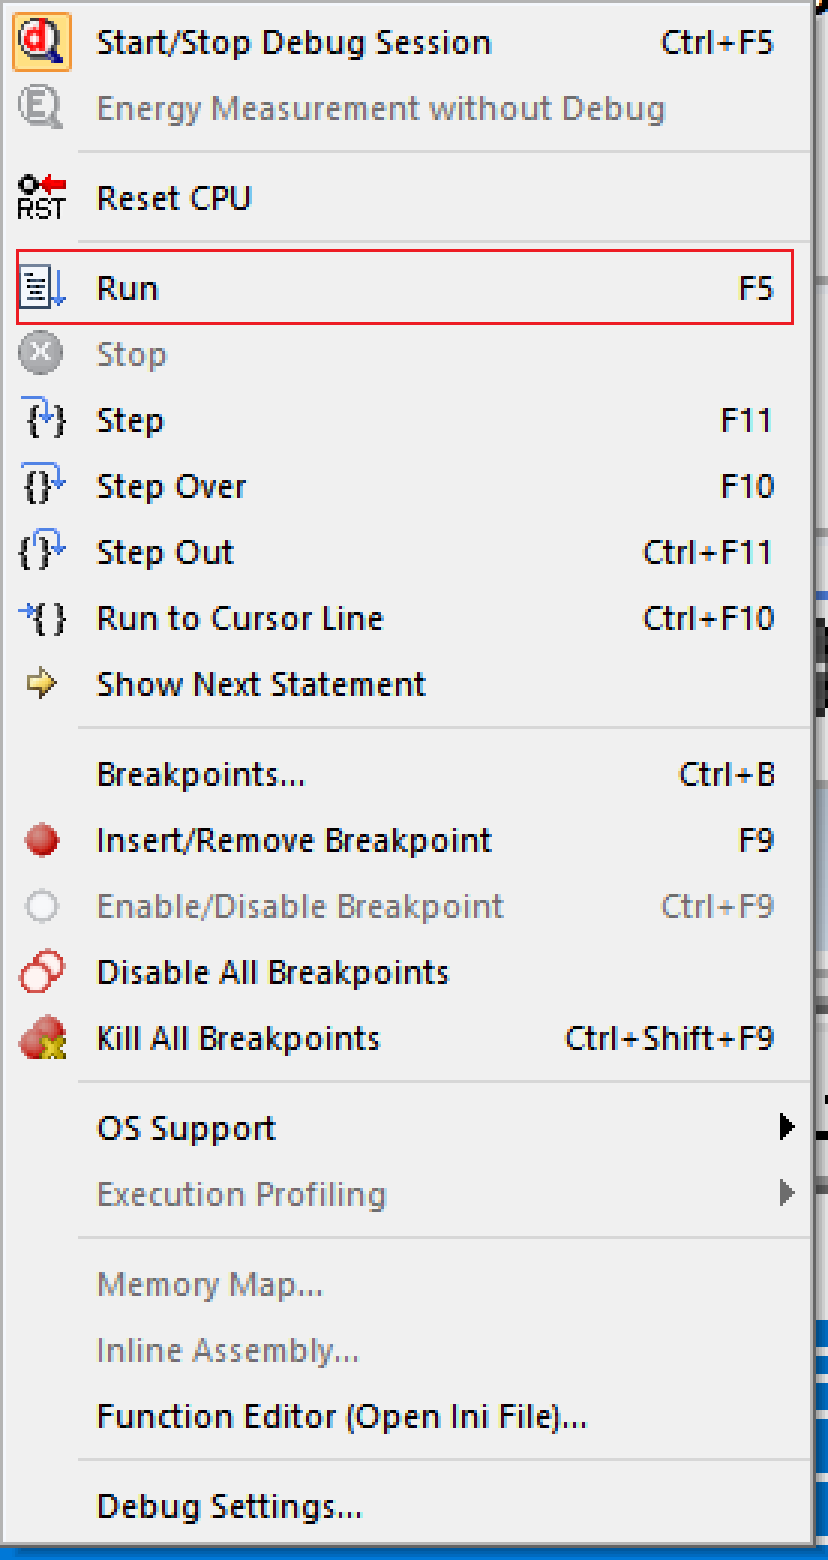 Start/Stop Debug Session Ctrl+F5
Energy Measurement without Debug
RST Reset CPU
Run F5
Stop
Step F11
Step Over F10
Step Out Ctrl+F11
Run to Cursor Line Ctrl+F10
Show Next Statement
Breakpoints... Ctrl+B
Insert/Remove Breakpoint F9
Enable/Disable Breakpoint Ctrl+F9
Disable All Breakpoints
Kill All Breakpoints Ctrl+Shift+F9
OS Support
Execution Profiling
Memory Map...
Inline Assembly...
Function Editor (Open Ini File)...
Debug Settings...